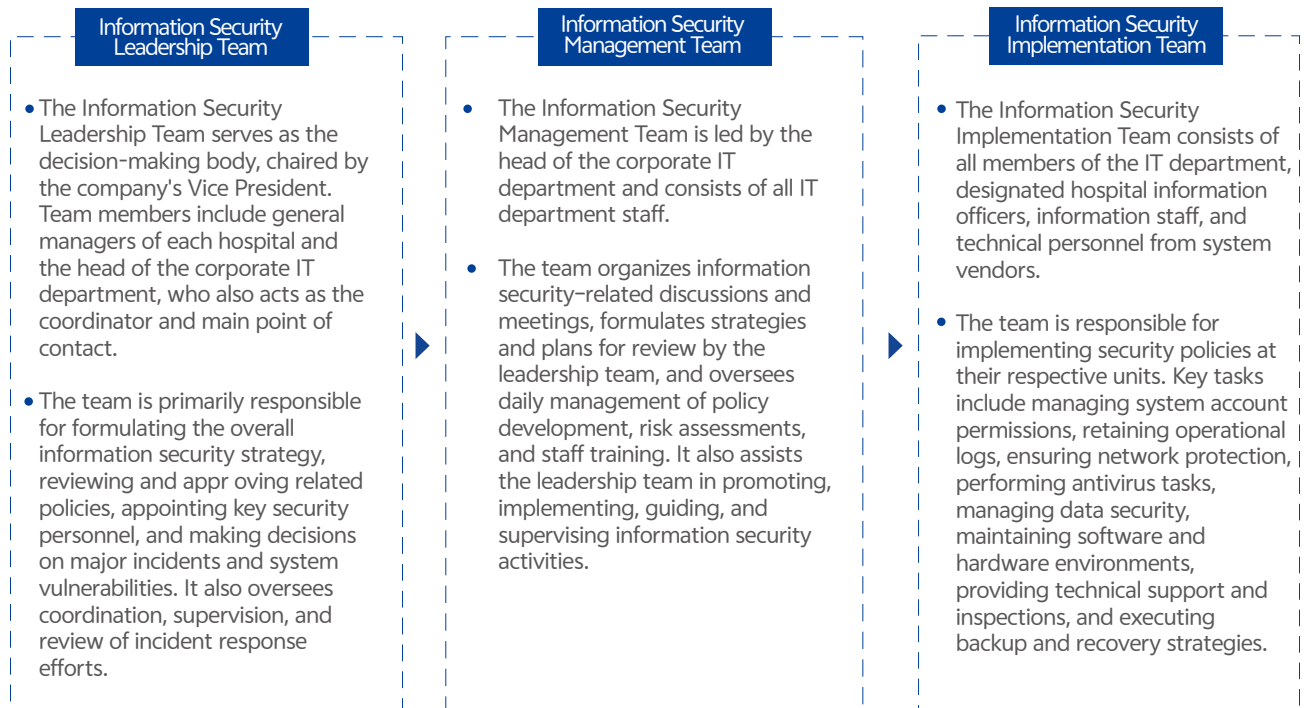 Information Security
Leadership Team
The Information Security
Leadership Team serves as the
decision-making body, chaired by
the company's Vice President.
Team members include general
managers of each hospital and
the head of the corporate IT
department, who also acts as the
coordinator and main point of
contact.
The team is primarily responsible
for formulating the overall
information security strategy,
reviewing and appr oving related
policies, appointing key security
personnel, and making decisions
on major incidents and system
vulnerabilities. It also oversees
coordination, supervision, and
review of incident response
efforts.
Information Security
Management Team
The Information Security
Management Team is led by the
head of the corporate IT
department and consists of all IT
department staff.
The team organizes information
security–related discussions and
meetings, formulates strategies
and plans for review by the
leadership team, and oversees
daily management of policy
development, risk assessments,
and staff training. It also assists
the leadership team in promoting,
implementing, guiding, and
supervising information security
activities.
Information Security
Implementation Team
The Information Security
Implementation Team consists of
all members of the IT department,
designated hospital information
officers, information staff, and
technical personnel from system
vendors.
The team is responsible for
implementing security policies at
their respective units. Key tasks
include managing system account
permissions, retaining operational
logs, ensuring network protection,
performing antivirus tasks,
managing data security,
maintaining software and
hardware environments,
providing technical support and
inspections, and executing
backup and recovery strategies.